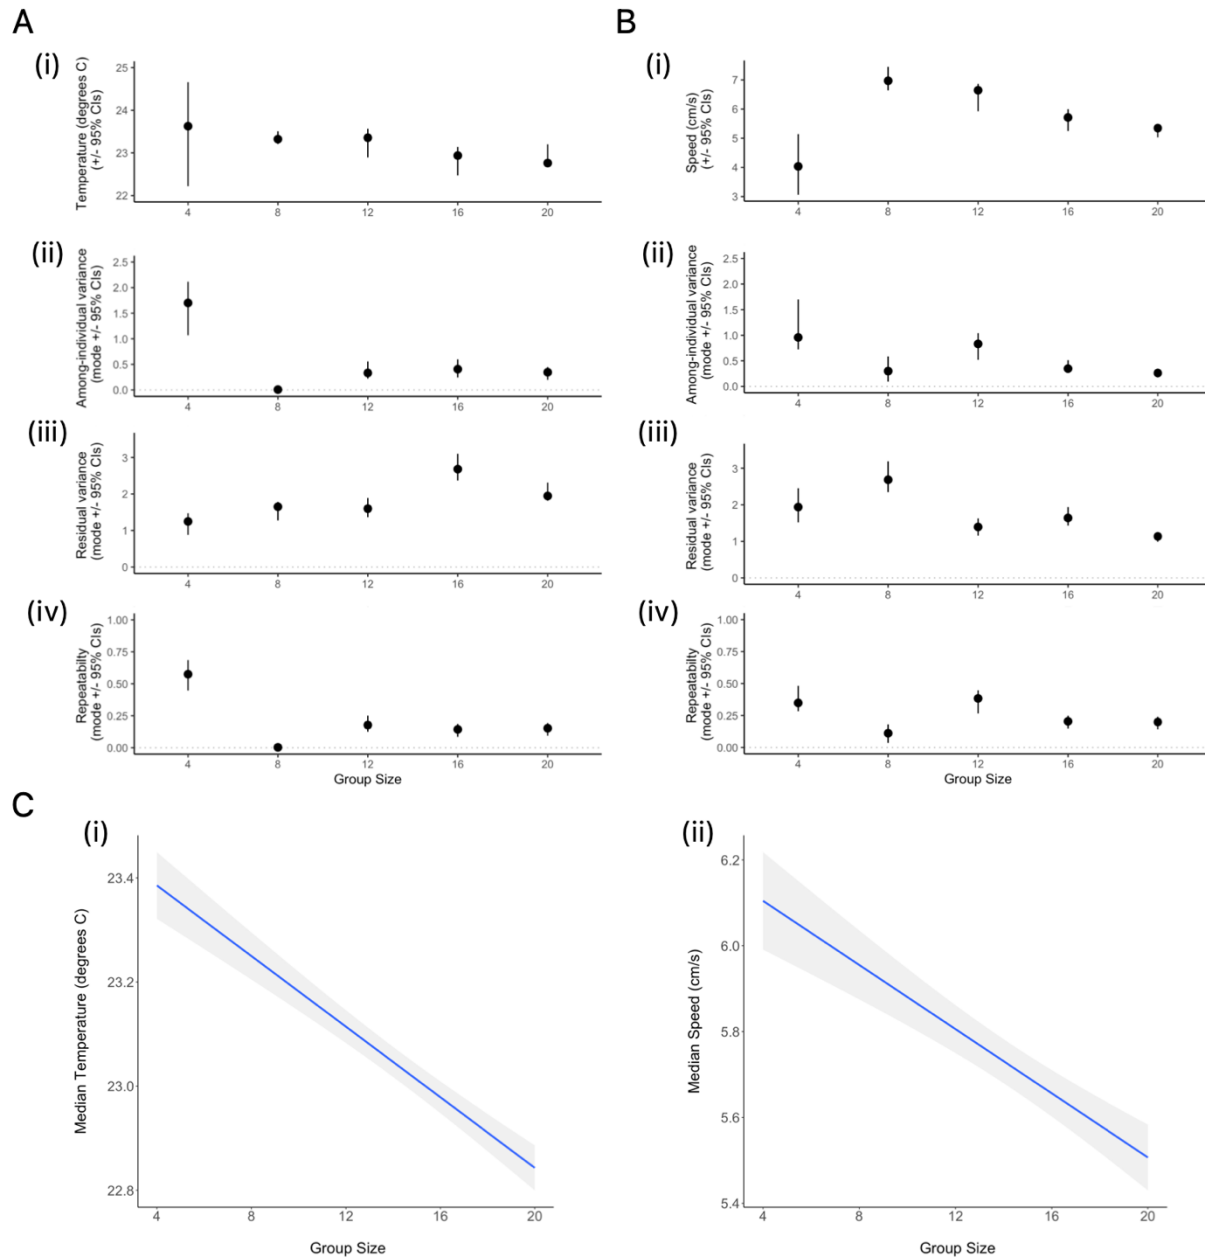 A
(i)
Temperature (degrees C)
(+/- 95% CIs)
25
24
23
22
4 8 12 16 20
(ii)
Among-individual variance
(mode +/- 95% CIs)
2.5
2.0
1.5
1.0
0.5
0.0
4 8 12 16 20
(iii)
Residual variance
(mode +/- 95% CIs)
3
2
1
0
4 8 12 16 20
(iv)
Repeatabilty
(mode +/- 95% CIs)
1.00
0.75
0.50
0.25
0.00
4 8 12 16 20
Group Size
B
(i)
Speed (cm/s)
(+/- 95% CIs)
7
6
5
4
3
4 8 12 16 20
(ii)
Among-individual variance
(mode +/- 95% CIs)
2.5
2.0
1.5
1.0
0.5
0.0
4 8 12 16 20
(iii)
Residual variance
(mode +/- 95% CIs)
3
2
1
0
4 8 12 16 20
(iv)
Repeatability
(mode +/- 95% CIs)
1.00
0.75
0.50
0.25
0.00
4 8 12 16 20
Group Size
C
(i)
Median Temperature (degrees C)
23.4
23.2
23.0
22.8
4 8 12 16 20
Group Size
(ii)
Median Speed (cm/s)
6.2
6.0
5.8
5.6
5.4
4 8 12 16 20
Group Size